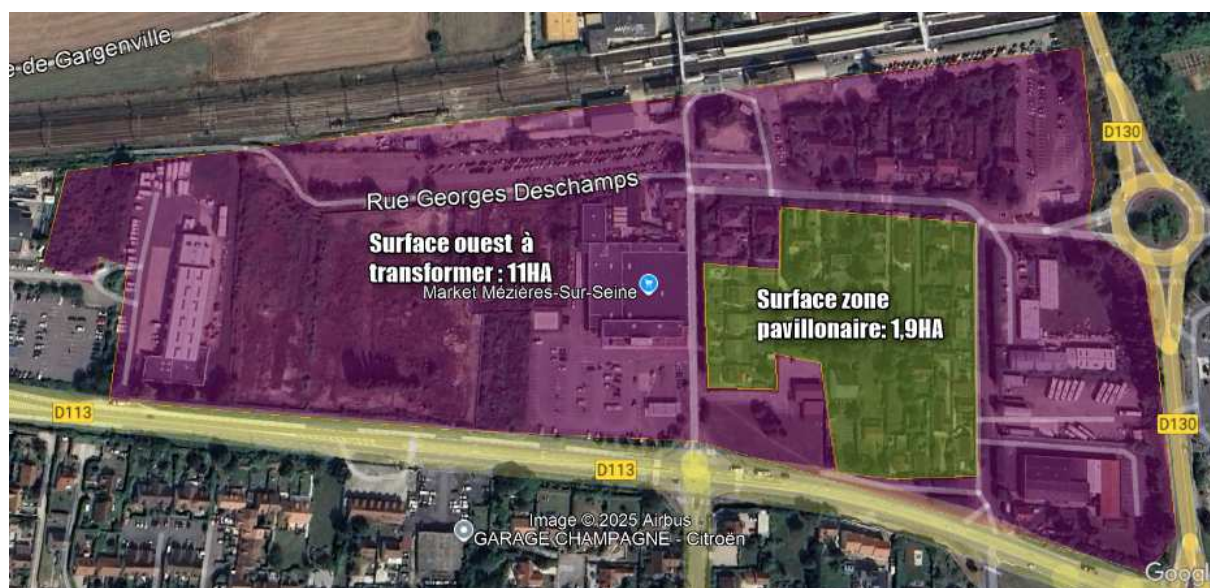 e de Gargenville
D130
Rue Georges Deschamps
Surface ouest à
transformer : 11HA
Market Mézières-Sur-Seine
Surface zone
pavillonaire: 1,9HA
D113
D130
D113
Image © 2025 Airbus
GARAGE CHAMPAGNE - Citroën
Goog